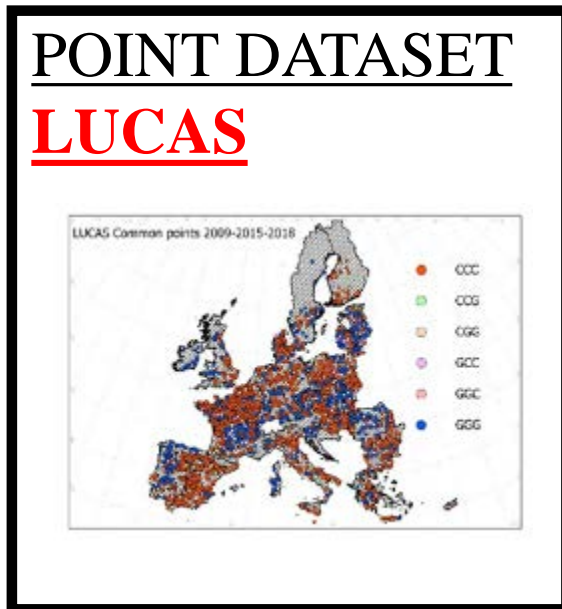 POINT DATASET
LUCAS
LUCAS Common points 2009-2015-2018
CCC
CCG
CGG
GCC
GGC
GGG